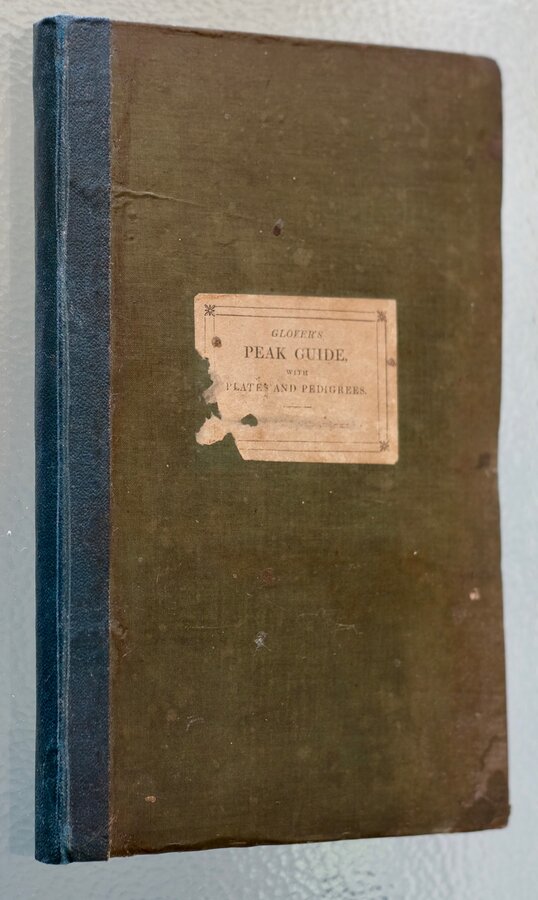 GLOVER'S
PEAK GUIDE,
WITH
PLATES AND PEDIGREES.